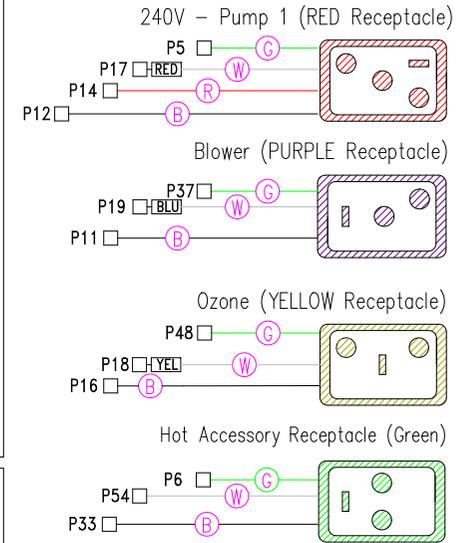 240V - Pump 1 (RED Receptacle)
P5 G
P17 RED W
P14 R
P12 B
Blower (PURPLE Receptacle)
P37 G
P19 BLU W
P11 B
Ozone (YELLOW Receptacle)
P48 G
P18 YEL W
P16 B
Hot Accessory Receptacle (Green)
P6 G
P54 W
P33 B